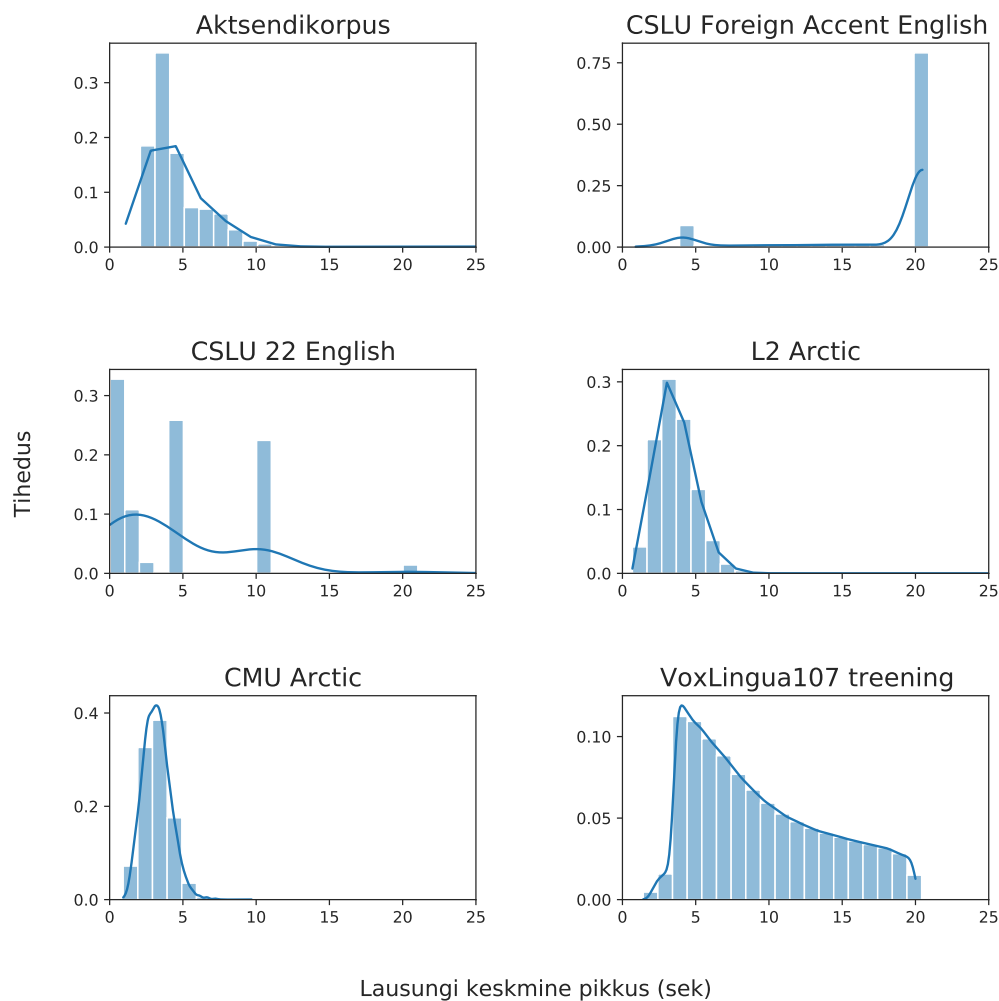 Aktsendikorpus
0.3
0.2
0.1
0.0
0 5 10 15 20 25
CSLU Foreign Accent English
0.75
0.50
0.25
0.00
0 5 10 15 20 25
CSLU 22 English
0.3
0.2
0.1
0.0
0 5 10 15 20 25
L2 Arctic
0.3
0.2
0.1
0.0
0 5 10 15 20 25
Tihedus
CMU Arctic
0.4
0.2
0.0
0 5 10 15 20 25
VoxLingua107 treening
0.10
0.05
0.00
0 5 10 15 20 25
Lausungi keskmine pikkus (sek)